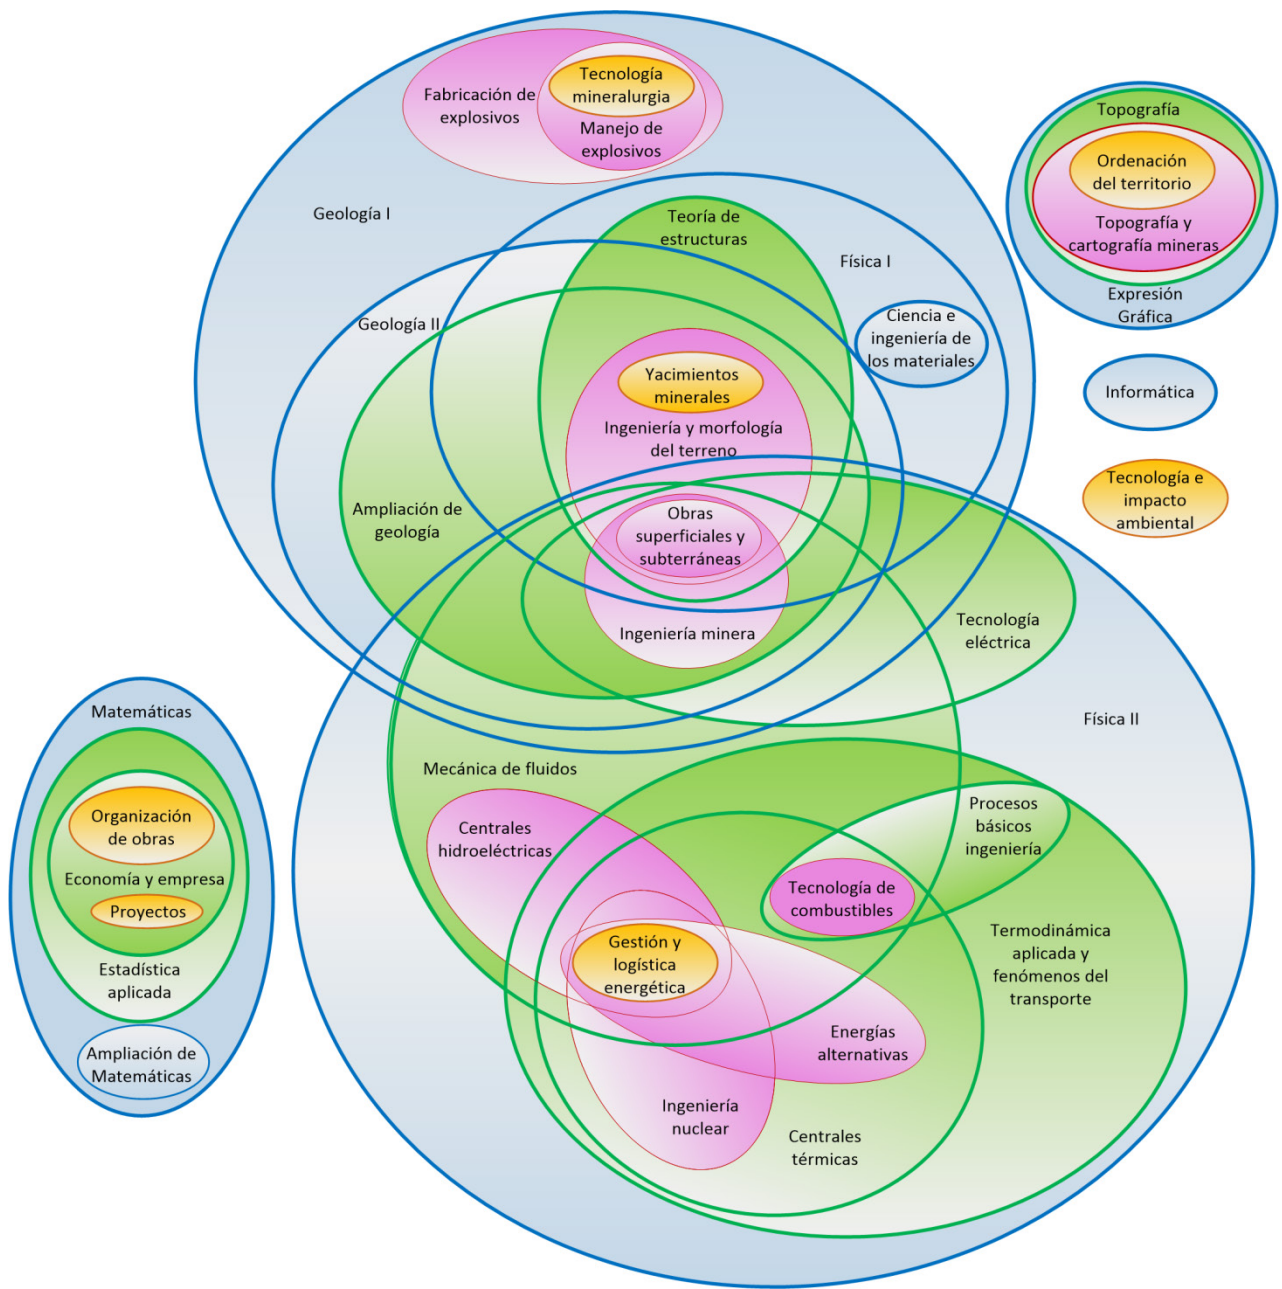 Tecnología
mineralurgia
Fabricación de
explosivos
Manejo de
explosivos
Geología I
Teoría de
estructuras
Física I
Geología II
Ciencia e
ingeniería de
los materiales
Yacimientos
minerales
Ingeniería y morfología
del terreno
Ampliación de
geología
Obras
superficiales y
subterráneas
Ingeniería minera
Tecnología
eléctrica
Física II
Topografía
Ordenación
del territorio
Topografía y
cartografía mineras
Expresión
Gráfica
Informática
Tecnología e
impacto
ambiental
Matemáticas
Organización
de obras
Economía y empresa
Proyectos
Estadística
aplicada
Ampliación de
Matemáticas
Mecánica de fluidos
Centrales
hidroeléctricas
Procesos
básicos
ingeniería
Tecnología de
combustibles
Termodinámica
aplicada y
fenómenos del
transporte
Gestión y
logística
energética
Energías
alternativas
Ingeniería
nuclear
Centrales
térmicas